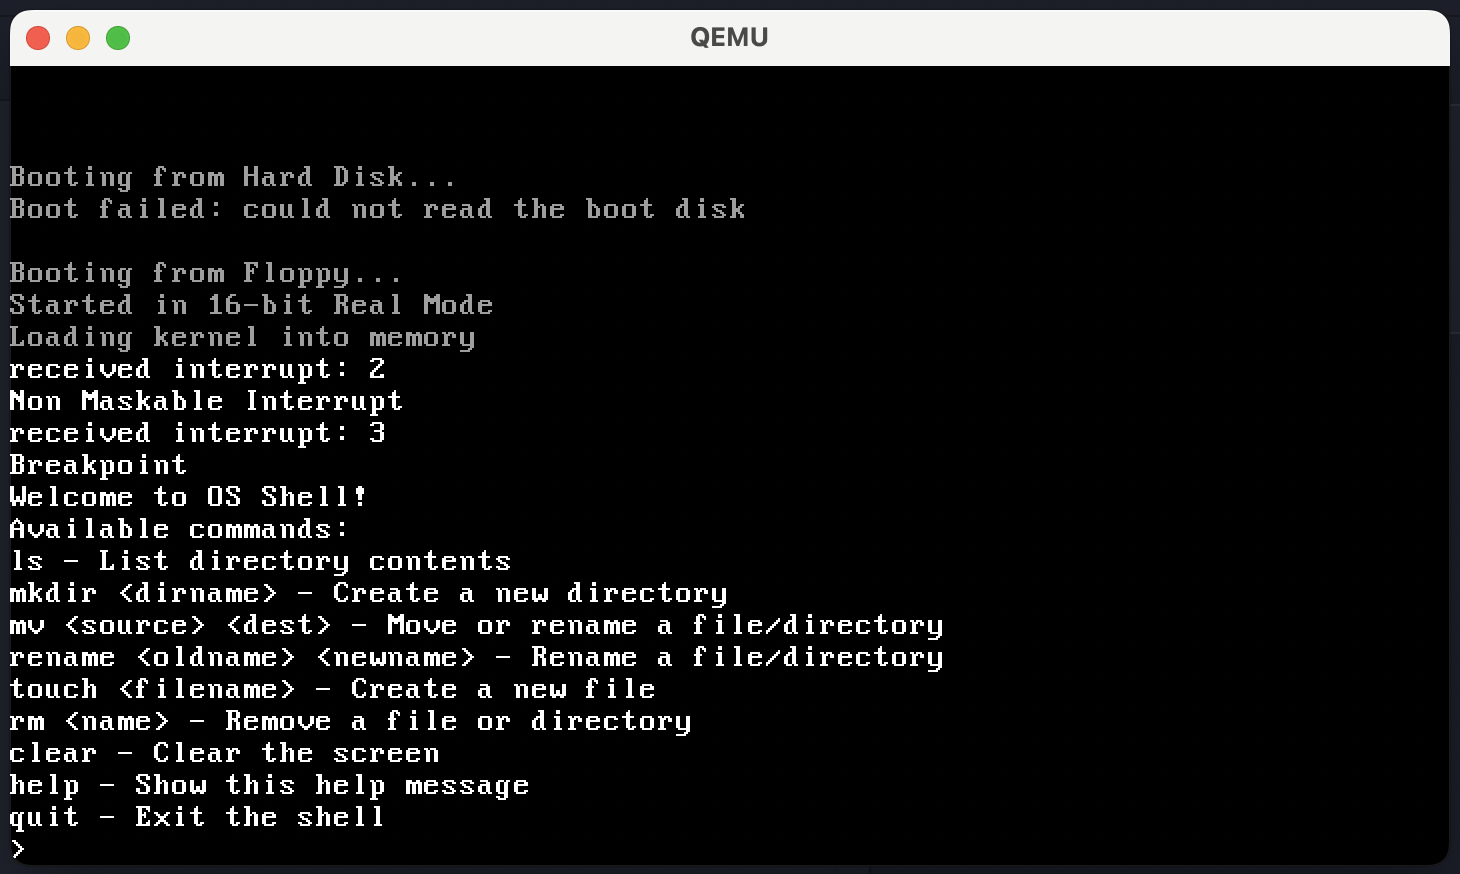 QEMU
Booting from Hard Disk...
Boot failed: could not read the boot disk
Booting from Floppy...
Started in 16-bit Real Mode
Loading kernel into memory
received interrupt: 2
Non Maskable Interrupt
received interrupt: 3
Breakpoint
Welcome to OS Shell!
Available commands:
ls - List directory contents
mkdir <dirname> - Create a new directory
mv <source> <dest> - Move or rename a file/directory
rename <oldname> <newname> - Rename a file/directory
touch <filename> - Create a new file
rm <name> - Remove a file or directory
clear - Clear the screen
help - Show this help message
quit - Exit the shell
>